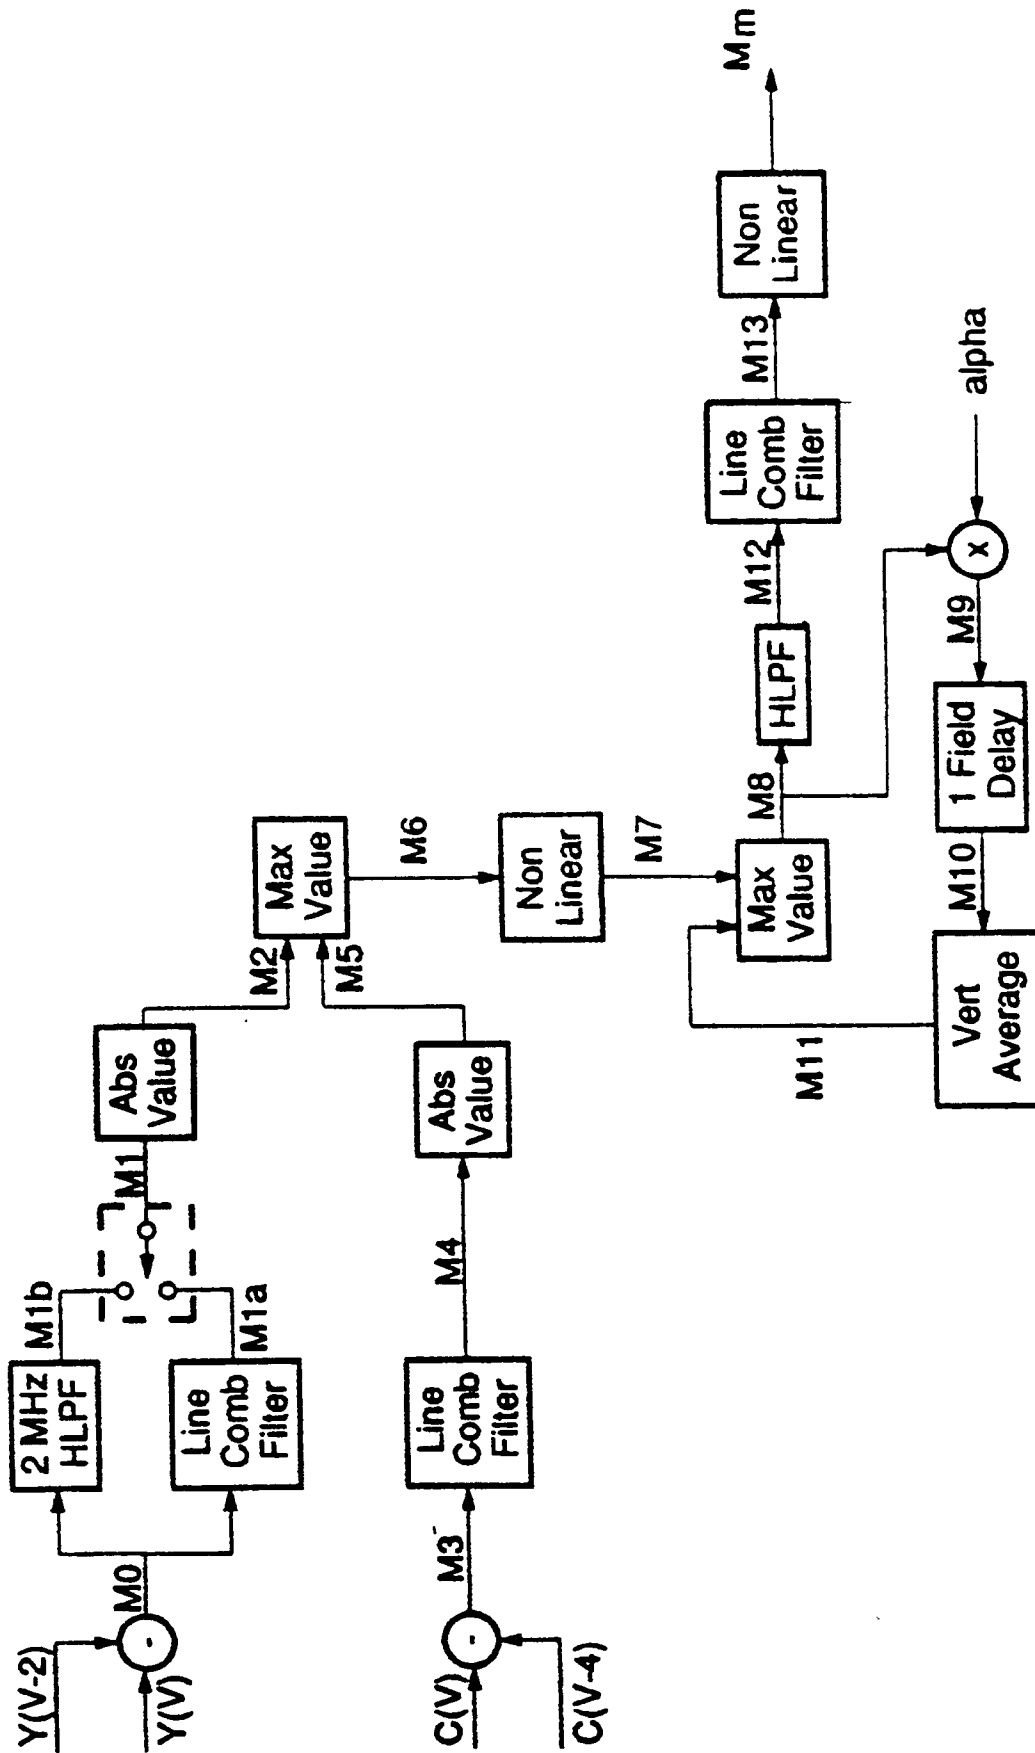 Y(V-2)
Y(V)
-
M0
2 MHz
HLPF
M1b
Line
Comb
Filter
M1a
M1
Abs
Value
M2
C(V)
C(V-4)
-
M3
Line
Comb
Filter
M4
Abs
Value
M5
Max
Value
M6
Non
Linear
M7
Max
Value
M8
HLPF
M12
Line
Comb
Filter
M13
Non
Linear
Mm
alpha
x
M9
1 Field
Delay
M10
Vert
Average
M11